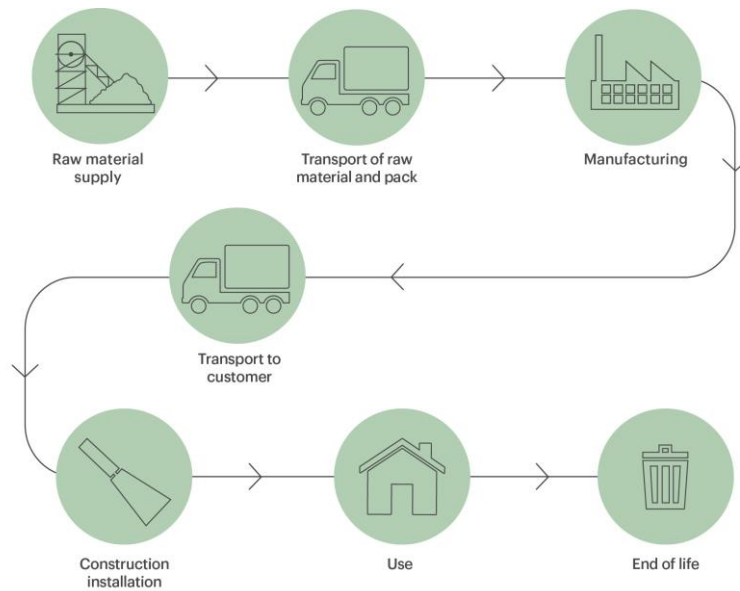 Raw material
supply
Transport of raw
material and pack
Manufacturing
Transport to
customer
Construction
installation
Use
End of life